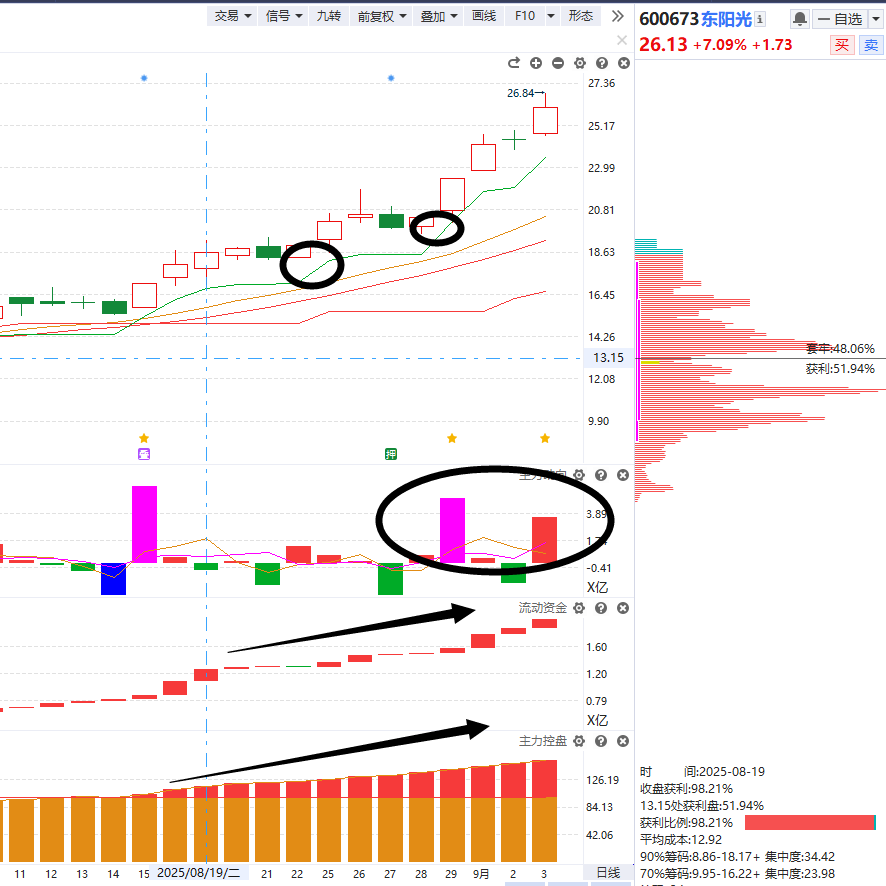 交易 信号 九转 前复权 叠加 画线 F10 形态
600673东阳光
自选
26.13 +7.09% +1.73
买 卖
26.84
27.36
25.17
22.99
20.81
18.63
16.45
14.26
13.15
12.08
9.90
套牢:48.06%
获利:51.94%
押
3.89
-0.41
X亿
流动资金
1.60
1.20
0.79
X亿
主力控盘
126.19
84.13
42.06
11 12 13 14 15 2025/08/19/二 21 22 25 26 27 28 29 9月 2 3 日线
时 间:2025-08-19
收盘获利:98.21%
13.15处获利盘:51.94%
获利比例:98.21%
平均成本:12.92
90%筹码:8.86-18.17+ 集中度:34.42
70%筹码:9.95-16.22+ 集中度:23.98